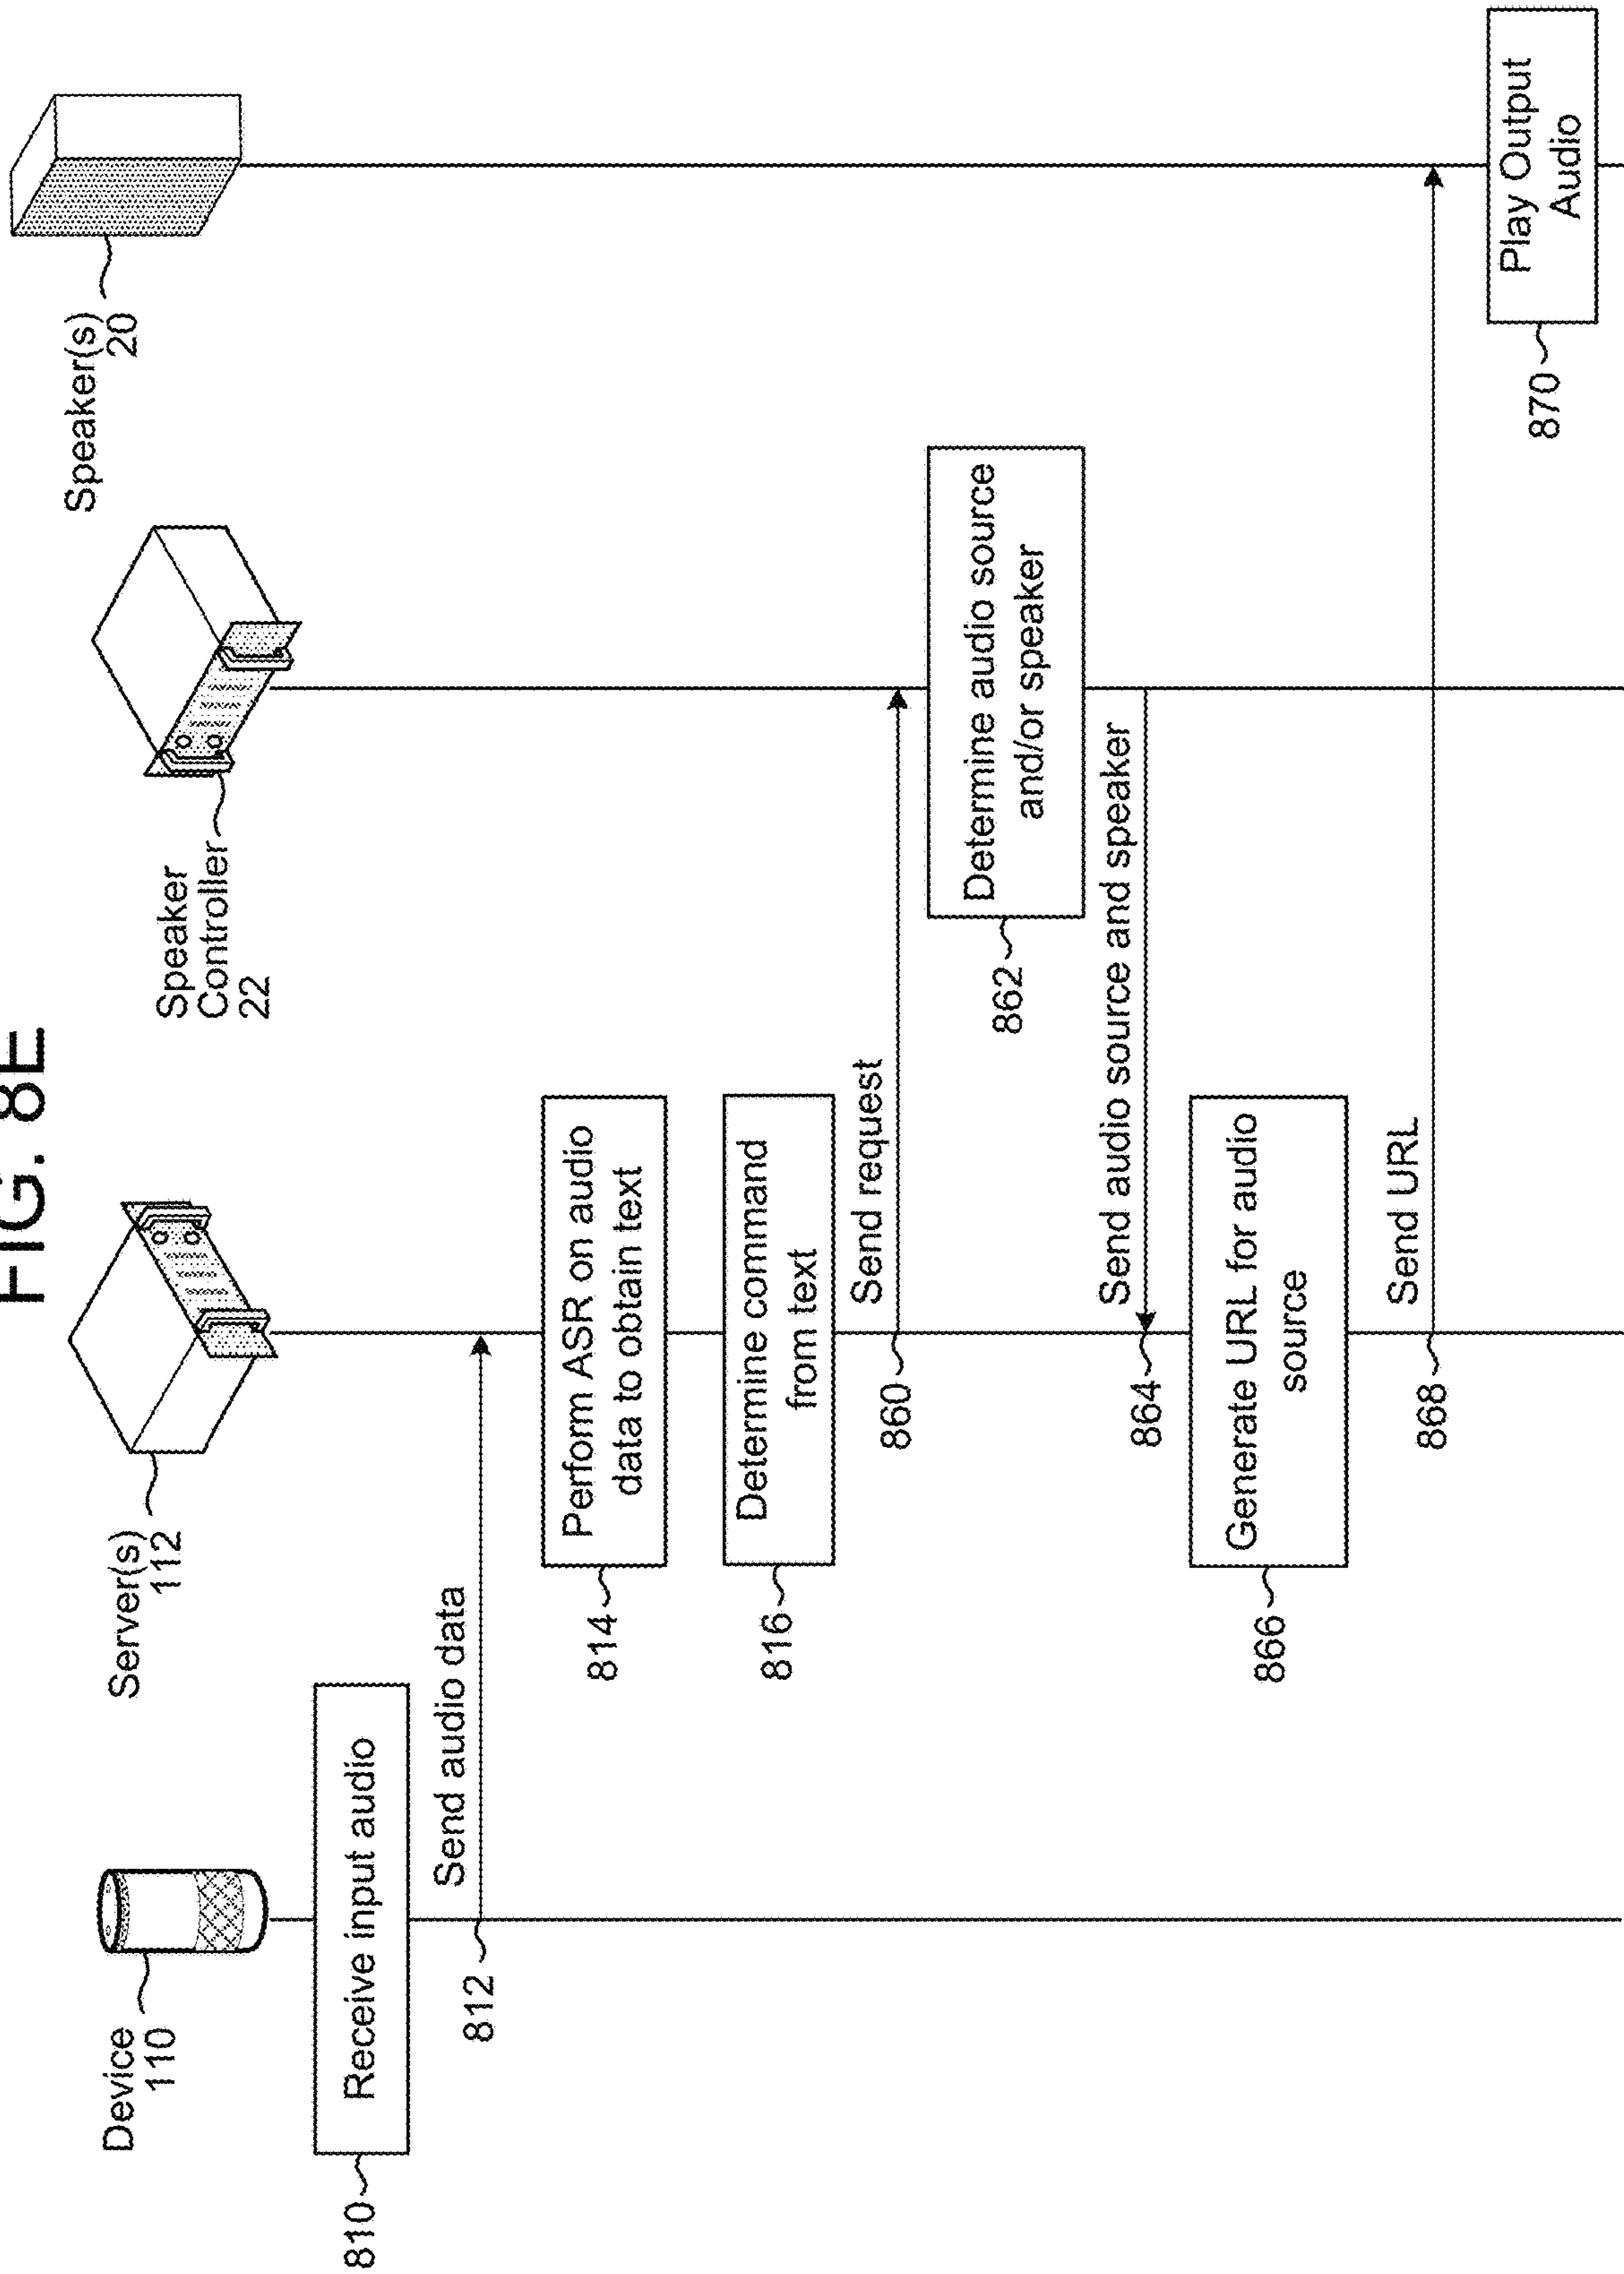 FIG. 8E
Device
110
Server(s)
112
Speaker
Controller
22
Speaker(s)
20
810
Receive input audio
Send audio data
812
814
Perfom ASR on audio
data to obtain text
816
Determine command
from text
Send request
860
862
Determine audio source
and/or speaker
Send audio source and speaker
864
866
Generate URL for audio
source
Send URL
868
870
Play Output
Audio